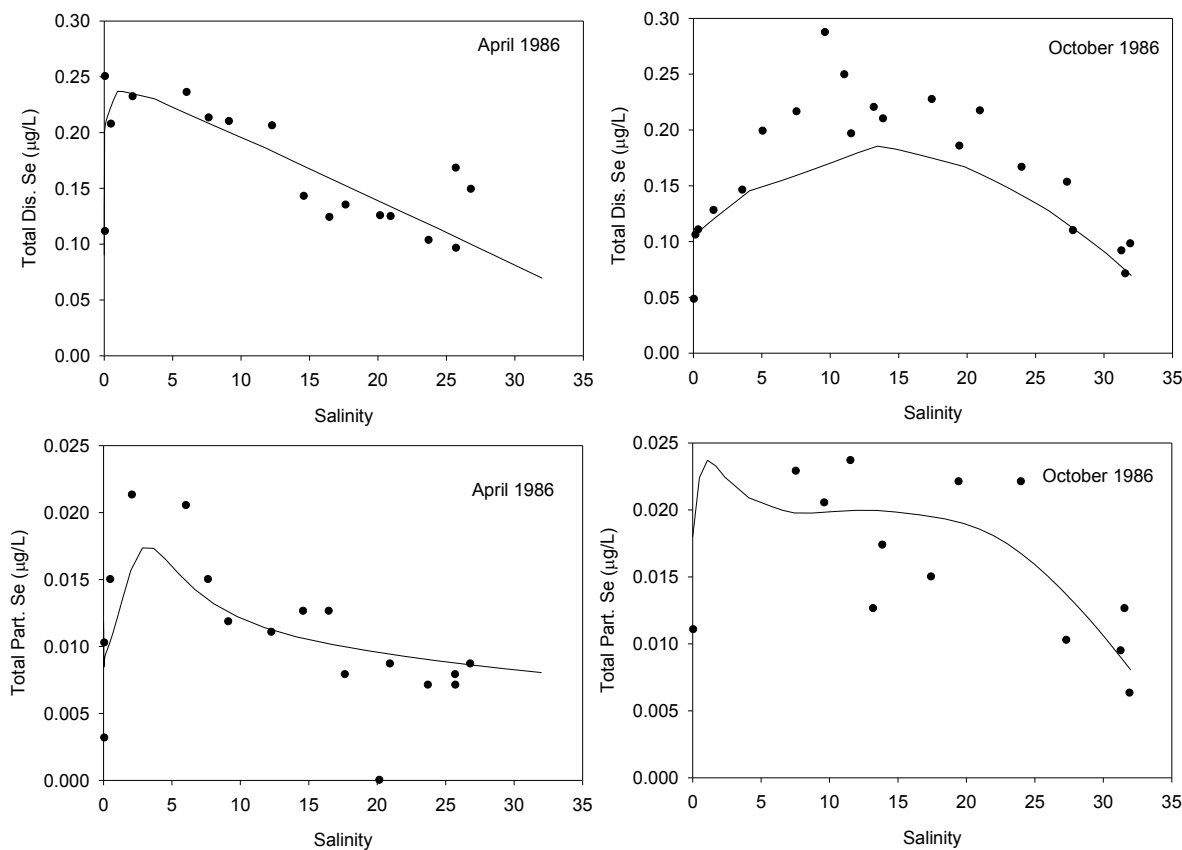 April 1986
Total Dis. Se (µg/L)
0.30
0.25
0.20
0.15
0.10
0.05
0.00
0 5 10 15 20 25 30 35
Salinity
October 1986
Total Dis. Se (µg/L)
0.30
0.25
0.20
0.15
0.10
0.05
0.00
0 5 10 15 20 25 30 35
Salinity
April 1986
Total Part. Se (µg/L)
0.025
0.020
0.015
0.010
0.005
0.000
0 5 10 15 20 25 30 35
Salinity
October 1986
Total Part. Se (µg/L)
0.025
0.020
0.015
0.010
0.005
0.000
0 5 10 15 20 25 30 35
Salinity